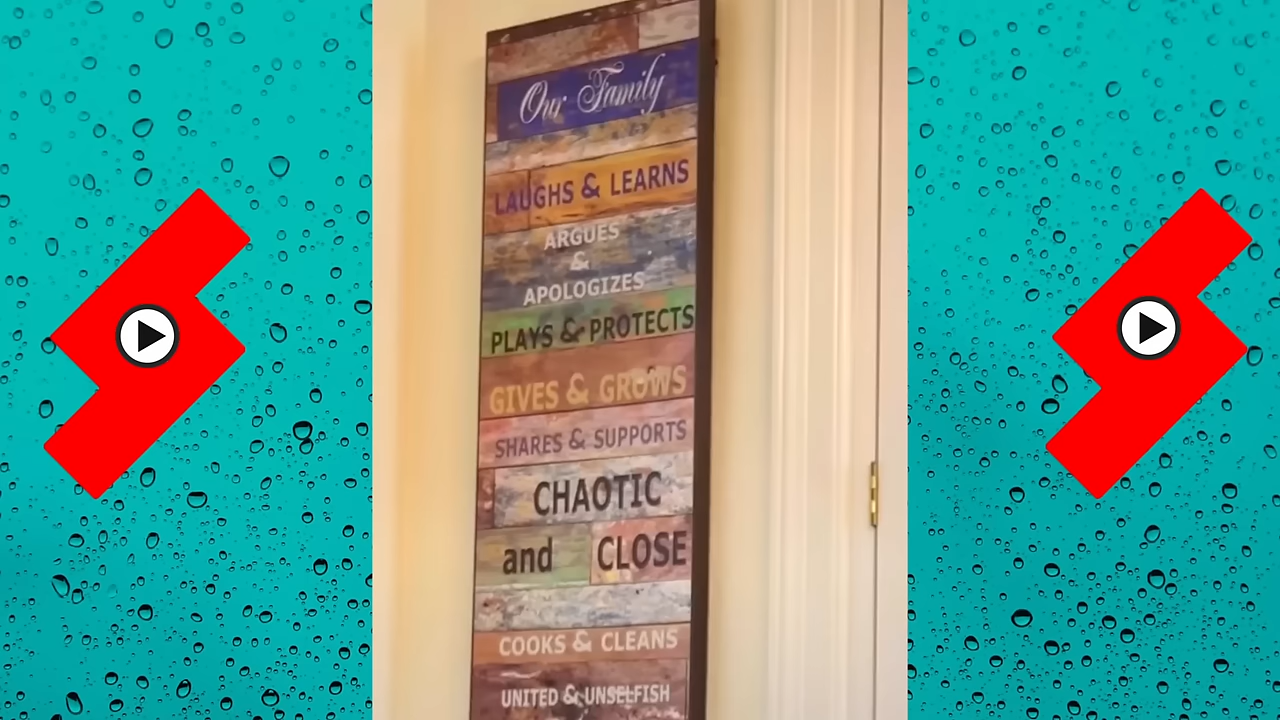 Our Family
LAUGHS & LEARNS
ARGUES
&
APOLOGIZES
PLAYS & PROTECTS
GIVES & GROWS
SHARES & SUPPORTS
CHAOTIC
and CLOSE
COOKS & CLEANS
UNITED & UNSELFISH